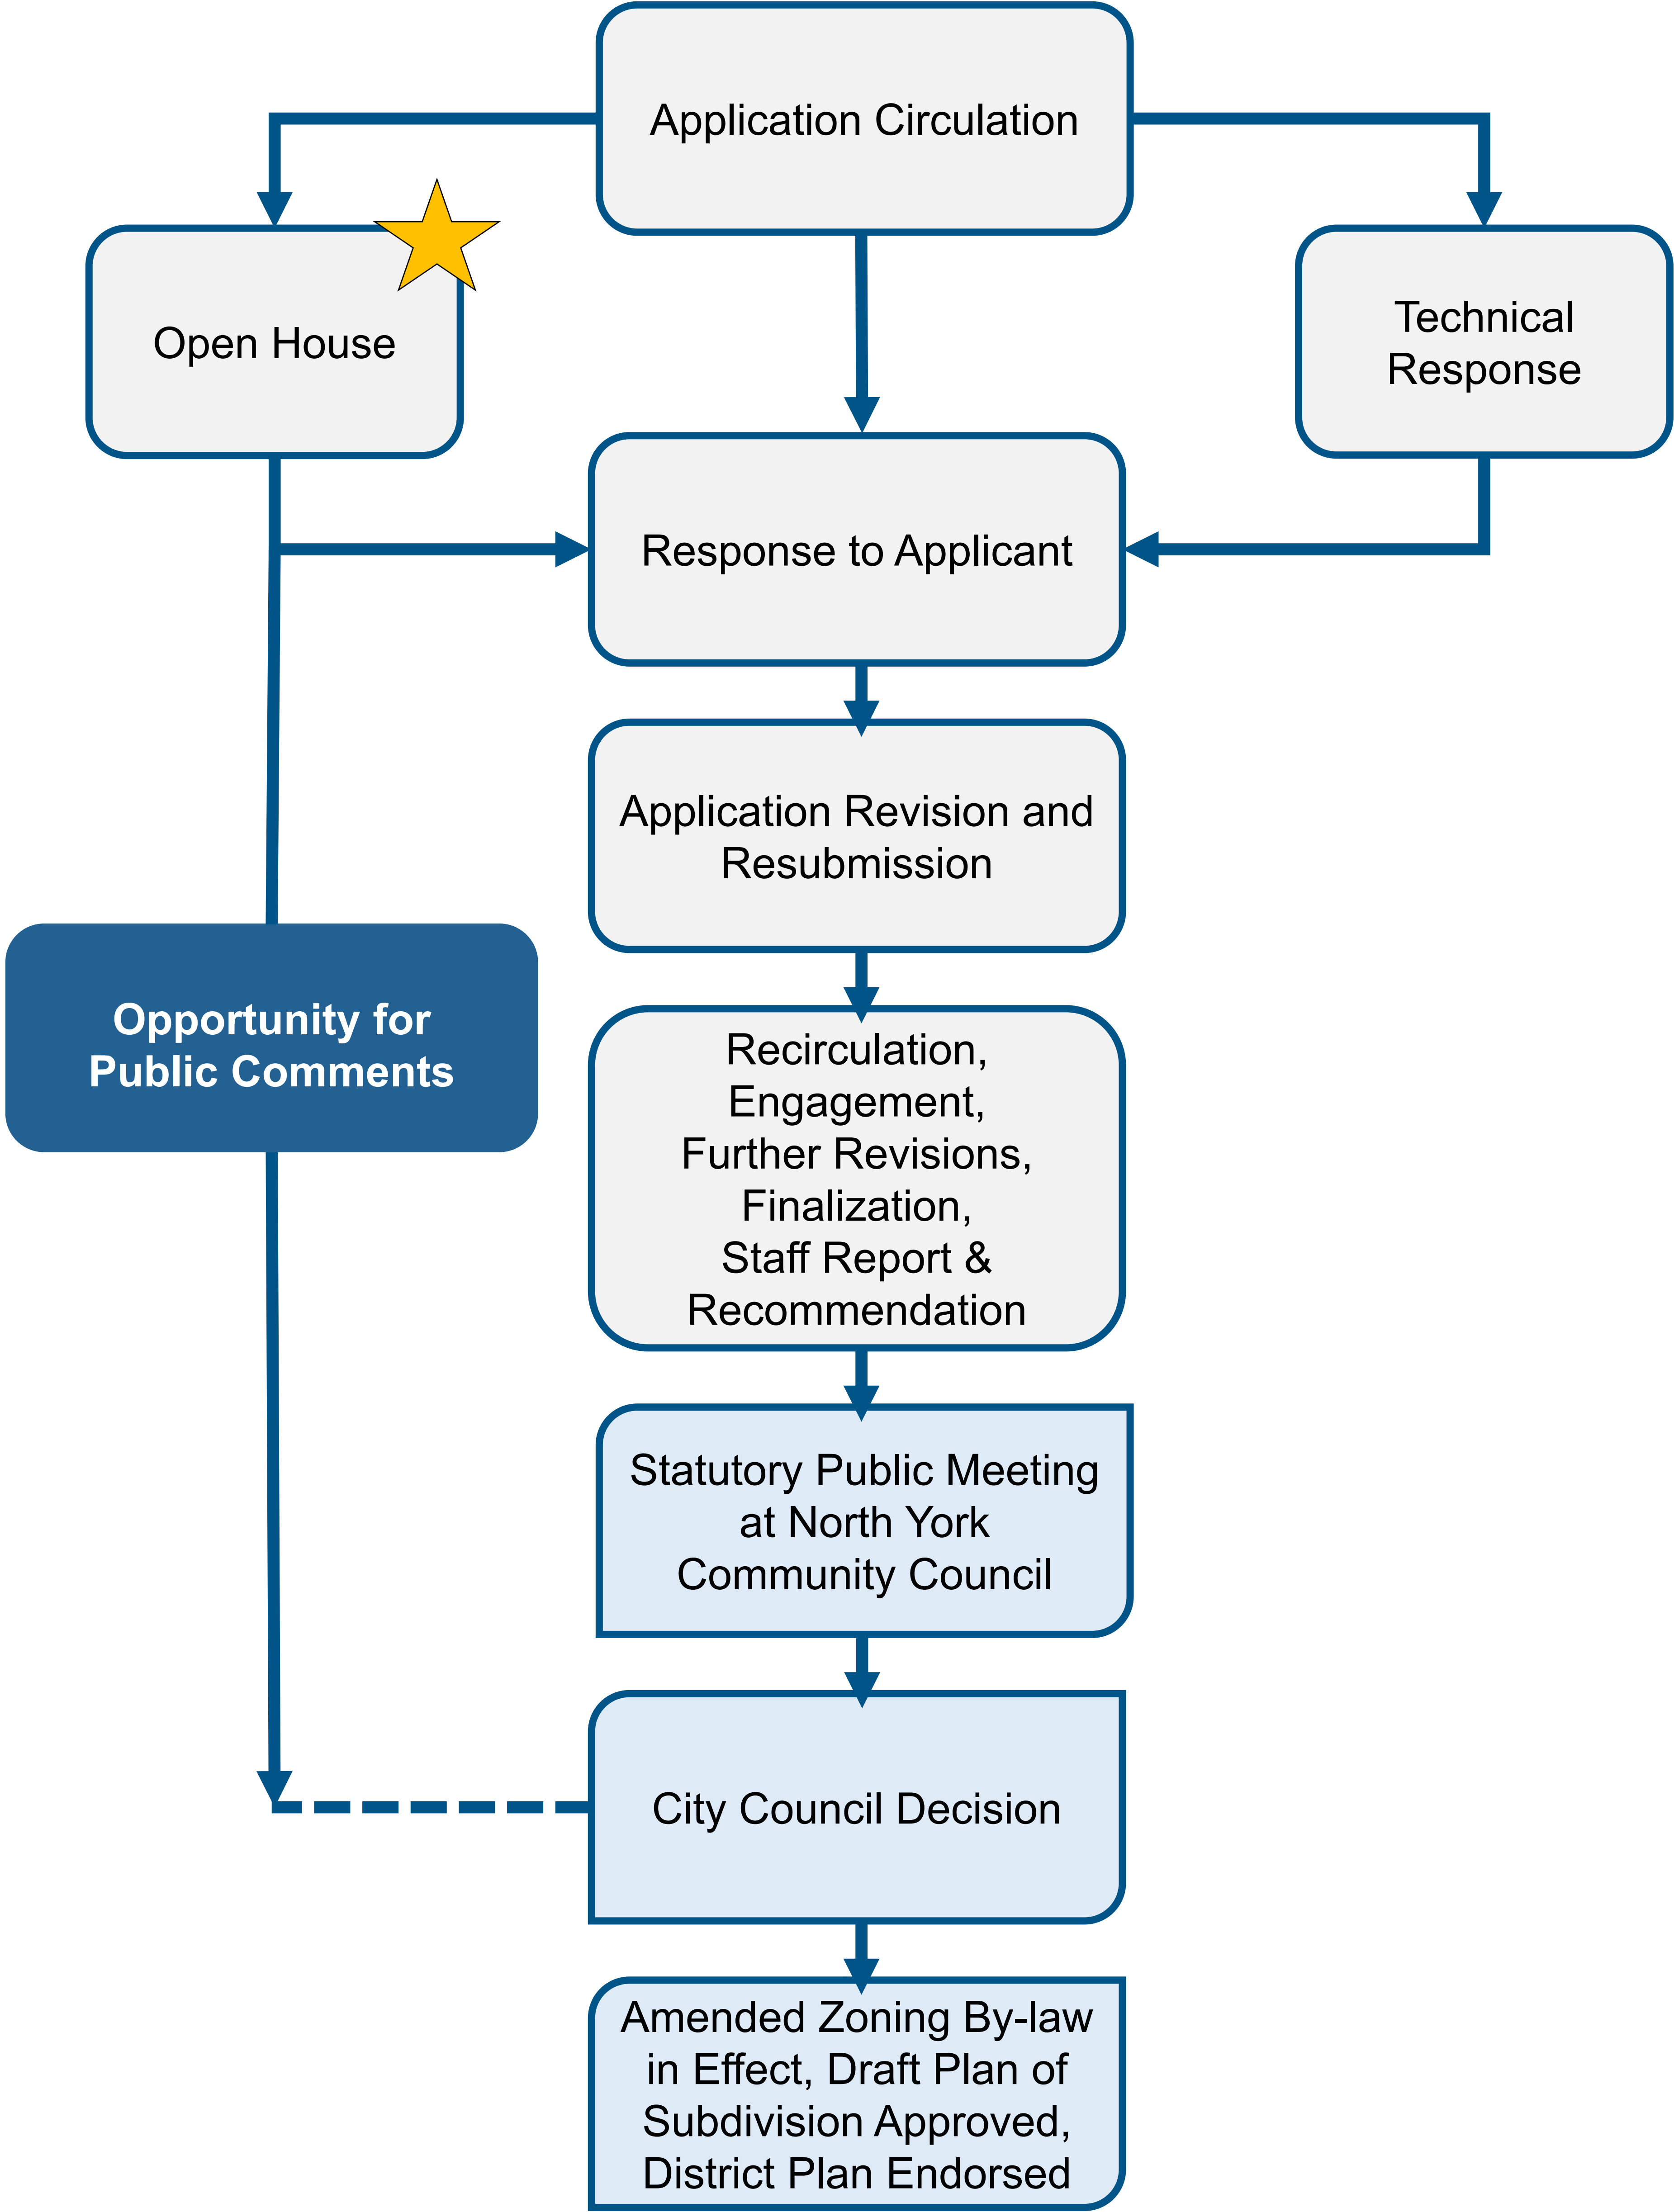 Application Circulation
Open House
Technical
Response
Response to Applicant
Application Revision and
Resubmission
Opportunity for
Public Comments
Recirculation,
Engagement,
Further Revisions,
Finalization,
Staff Report &
Recommendation
Statutory Public Meeting
at North York
Community Council
City Council Decision
Amended Zoning By-law
in Effect, Draft Plan of
Subdivision Approved,
District Plan Endorsed